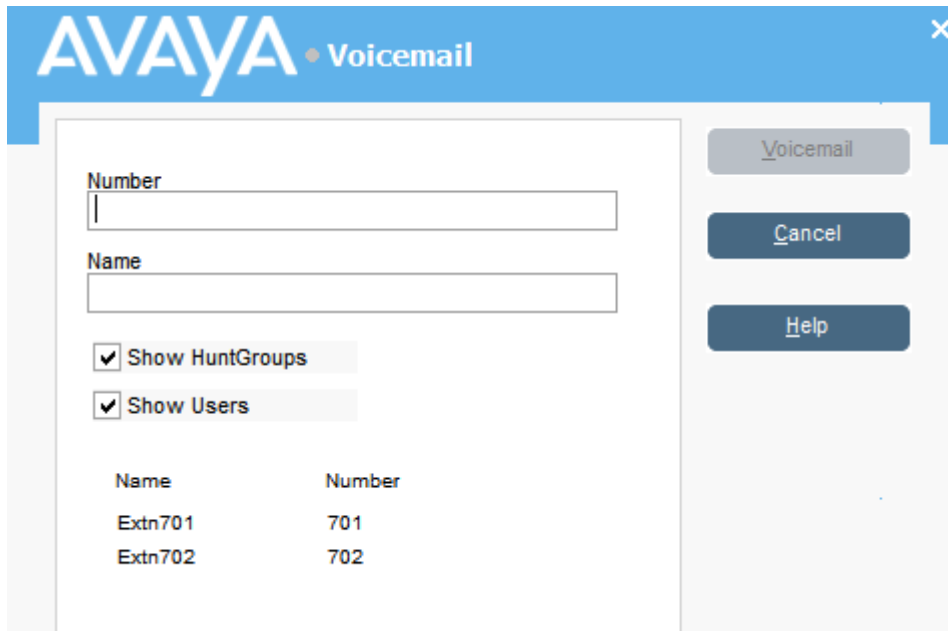 AVAYA • Voicemail
Number
Name
Show HuntGroups
Show Users
Name Number
Extn701 701
Extn702 702
Voicemail
Cancel
Help